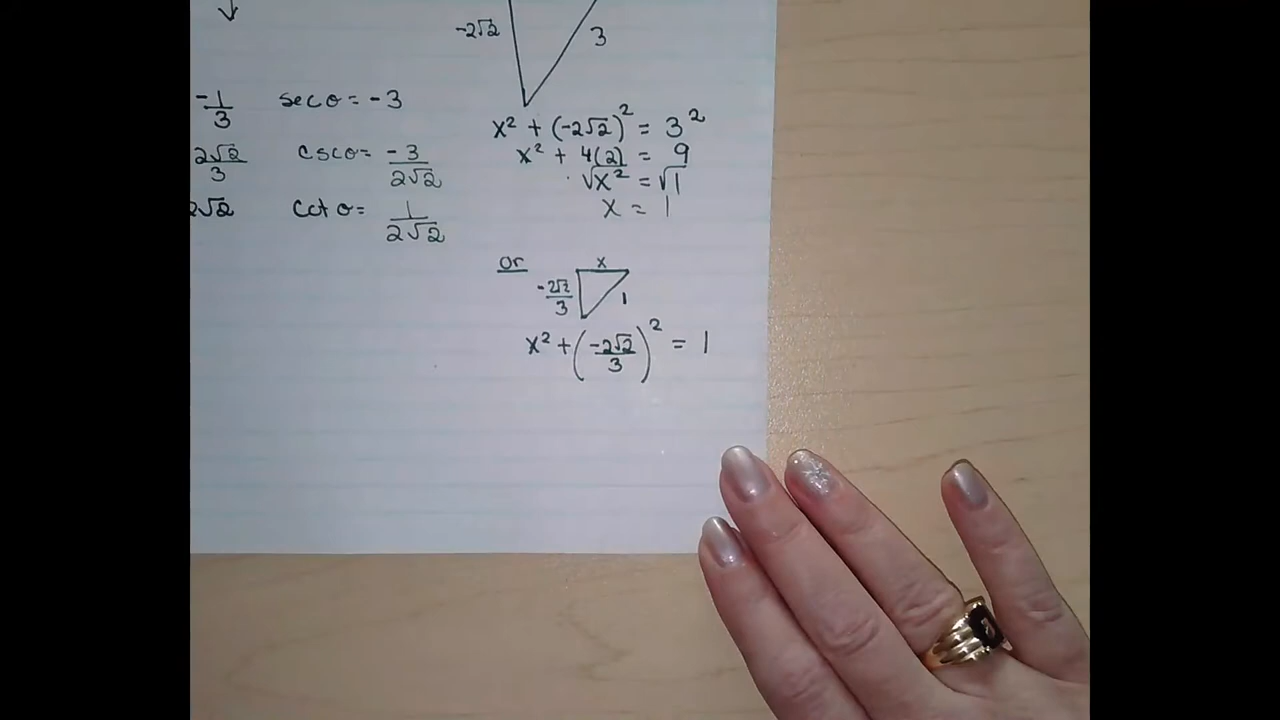 -2√2
3
-1/3 sec θ = -3
2√2/3 csc θ = -3/2√2
2√2 cot θ = 1/2√2
x² + (-2√2)² = 3²
x² + 4(2) = 9
√x² = √1
x = 1
or
x
-2√2/3
1
x² + (-2√2/3)² = 1